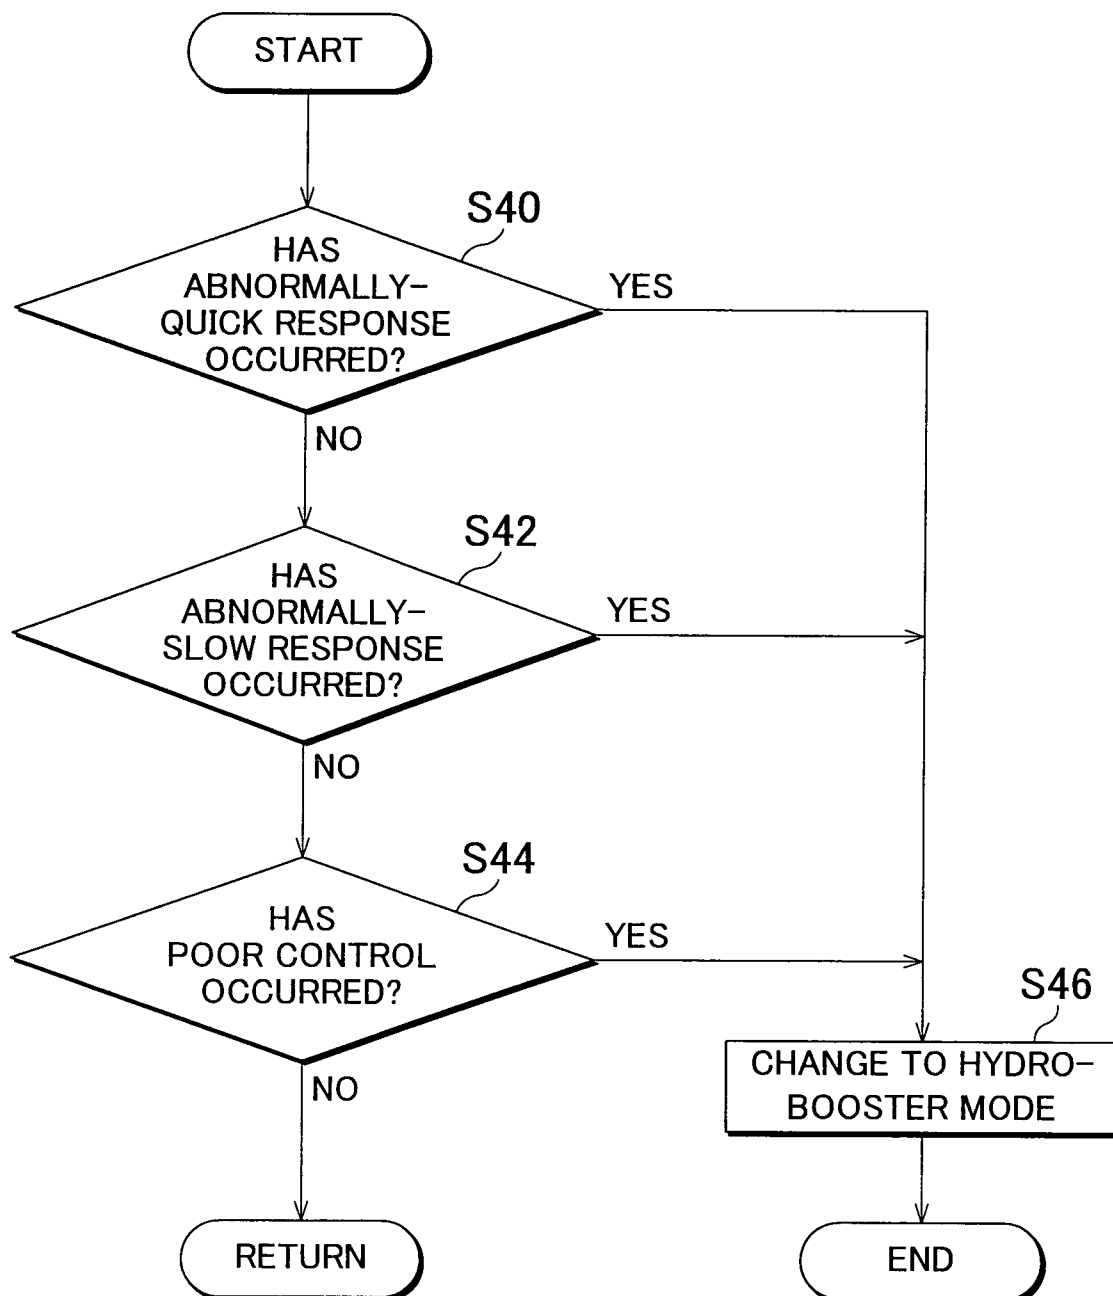 START
S40
HAS
ABNORMALLY-
QUICK RESPONSE
OCCURRED?
YES
NO
S42
HAS
ABNORMALLY-
SLOW RESPONSE
OCCURRED?
YES
NO
S44
HAS
POOR CONTROL
OCCURRED?
YES
NO
S46
CHANGE TO HYDRO-
BOOSTER MODE
RETURN
END